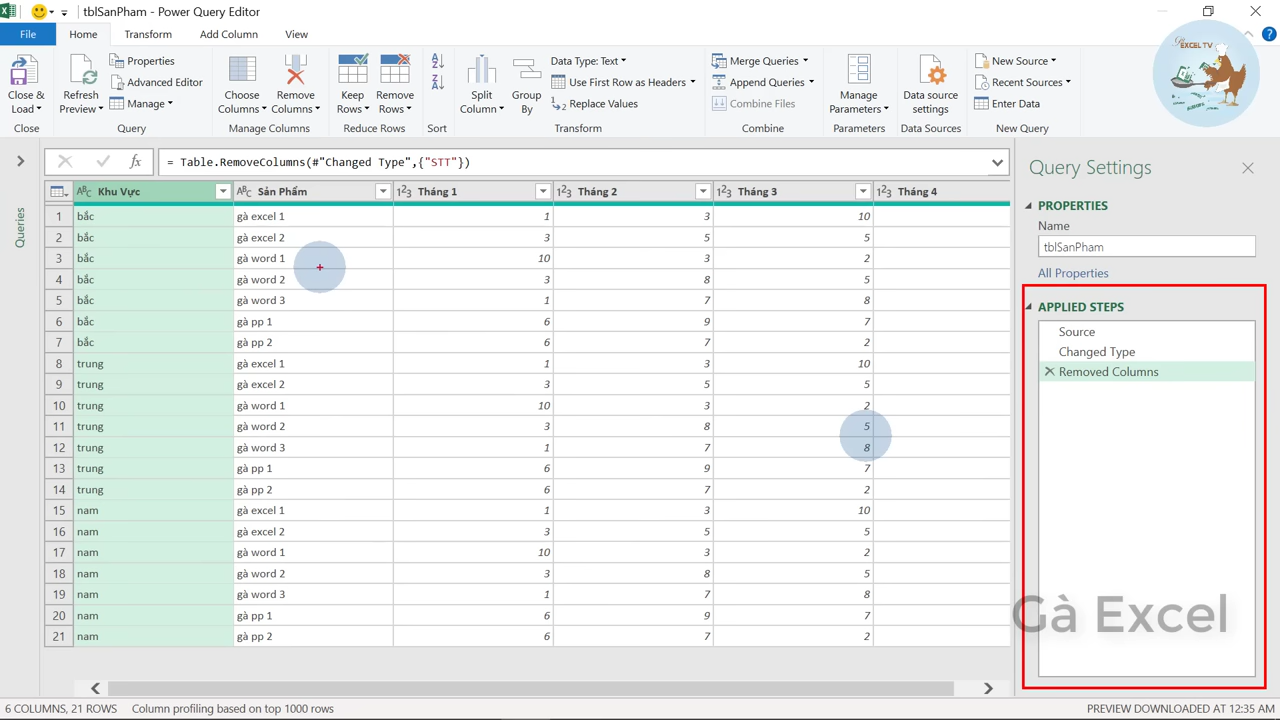 tblSanPham - Power Query Editor
File Home Transform Add Column View
Close & Load
Close
Refresh Preview
Properties
Advanced Editor
Manage
Query
Choose Columns
Remove Columns
Manage Columns
Keep Rows
Remove Rows
Reduce Rows
Sort
Split Column
Group By
Data Type: Text
Use First Row as Headers
Replace Values
Transform
Merge Queries
Append Queries
Combine Files
Combine
Manage Parameters
Parameters
Data source settings
Data Sources
New Source
Recent Sources
Enter Data
New Query
EXCEL TV
Queries
fx = Table.RemoveColumns(#"Changed Type",{"STT"})
Khu Vực Sản Phẩm Tháng 1 Tháng 2 Tháng 3 Tháng 4
1 bắc gà excel 1 1 3 10
2 bắc gà excel 2 3 5 5
3 bắc gà word 1 10 3 2
4 bắc gà word 2 3 8 5
5 bắc gà word 3 1 7 8
6 bắc gà pp 1 6 9 7
7 bắc gà pp 2 6 7 2
8 trung gà excel 1 1 3 10
9 trung gà excel 2 3 5 5
10 trung gà word 1 10 3 2
11 trung gà word 2 3 8 5
12 trung gà word 3 1 7 8
13 trung gà pp 1 6 9 7
14 trung gà pp 2 6 7 2
15 nam gà excel 1 1 3 10
16 nam gà excel 2 3 5 5
17 nam gà word 1 10 3 2
18 nam gà word 2 3 8 5
19 nam gà word 3 1 7 8
20 nam gà pp 1 6 9 7
21 nam gà pp 2 6 7 2
Query Settings
PROPERTIES
Name
tblSanPham
All Properties
APPLIED STEPS
Source
Changed Type
Removed Columns
Gà Excel
6 COLUMNS, 21 ROWS Column profiling based on top 1000 rows PREVIEW DOWNLOADED AT 12:35 AM